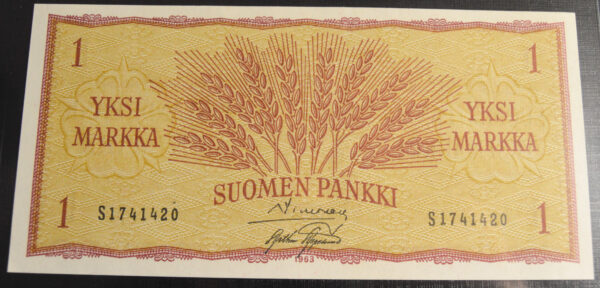 1 1
YKSI MARKKA
YKSI MARKKA
SUOMEN PANKKI
1 S1741420 S1741420 1
1963